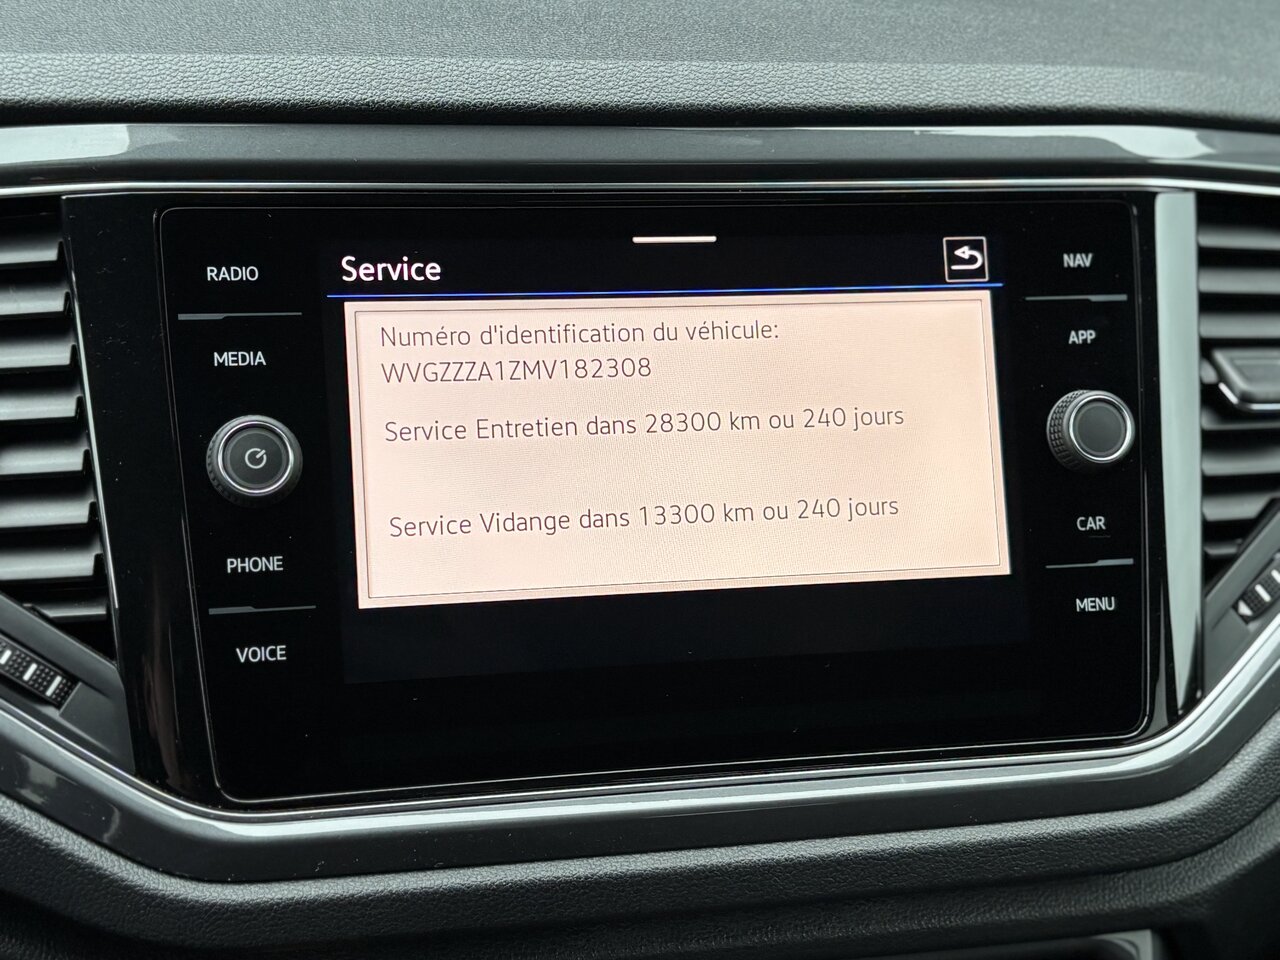 Service
RADIO
MEDIA
PHONE
VOICE
Numéro d'identification du véhicule:
WVGZZZA1ZMV182308
Service Entretien dans 28300 km ou 240 jours
Service Vidange dans 13300 km ou 240 jours
NAV
APP
CAR
MENU